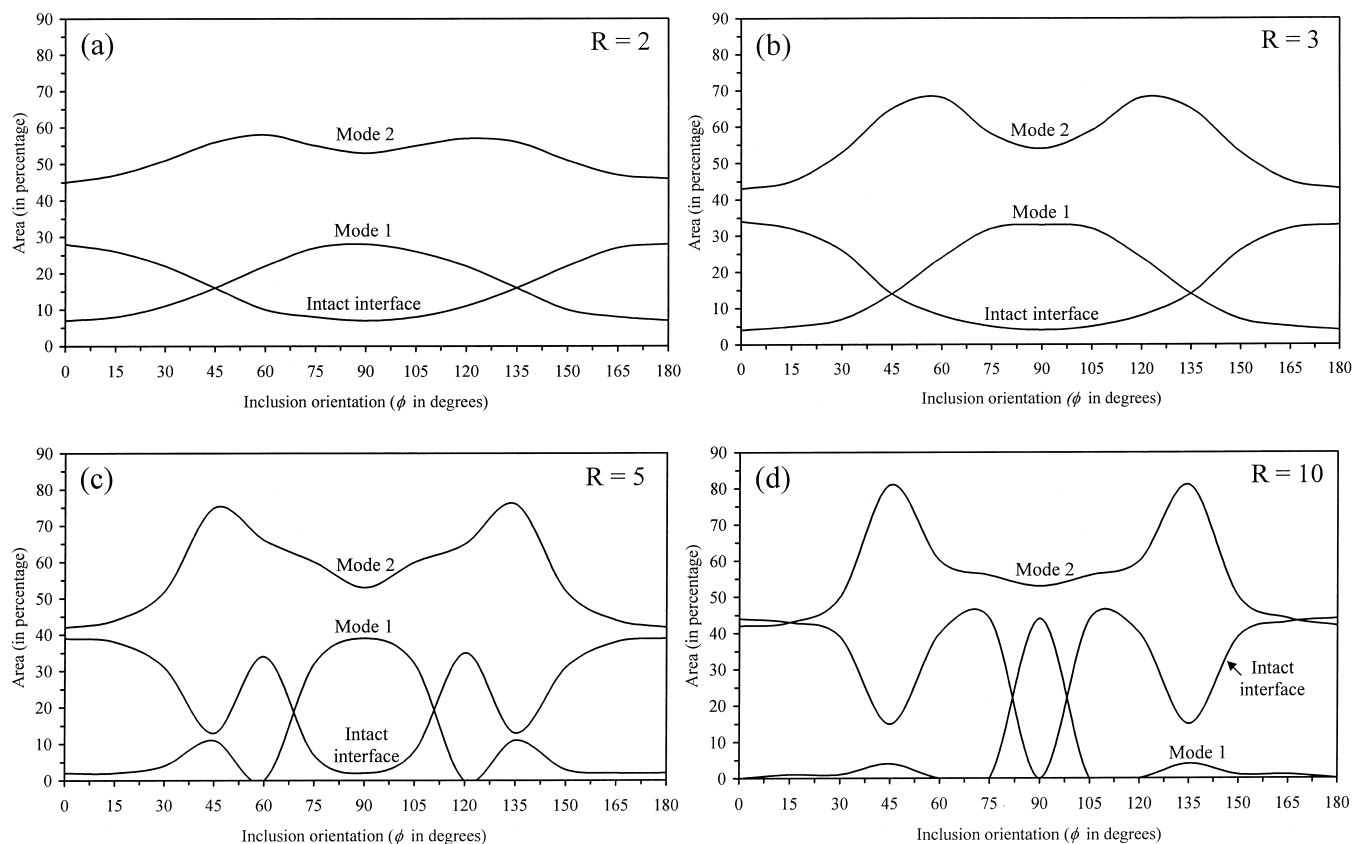 (a)
R = 2
90
80
70
60
50
40
30
20
10
0
Area (in percentage)
Mode 2
Mode 1
Intact interface
0 15 30 45 60 75 90 105 120 135 150 165 180
Inclusion orientation (ϕ in degrees)
(b)
R = 3
90
80
70
60
50
40
30
20
10
0
Area (in percentage)
Mode 2
Mode 1
Intact interface
0 15 30 45 60 75 90 105 120 135 150 165 180
Inclusion orientation (ϕ in degrees)
(c)
R = 5
90
80
70
60
50
40
30
20
10
0
Area (in percentage)
Mode 2
Mode 1
Intact
interface
0 15 30 45 60 75 90 105 120 135 150 165 180
Inclusion orientation (ϕ in degrees)
(d)
R = 10
90
80
70
60
50
40
30
20
10
0
Area (in percentage)
Mode 2
Intact
interface
Mode 1
0 15 30 45 60 75 90 105 120 135 150 165 180
Inclusion orientation (ϕ in degrees)